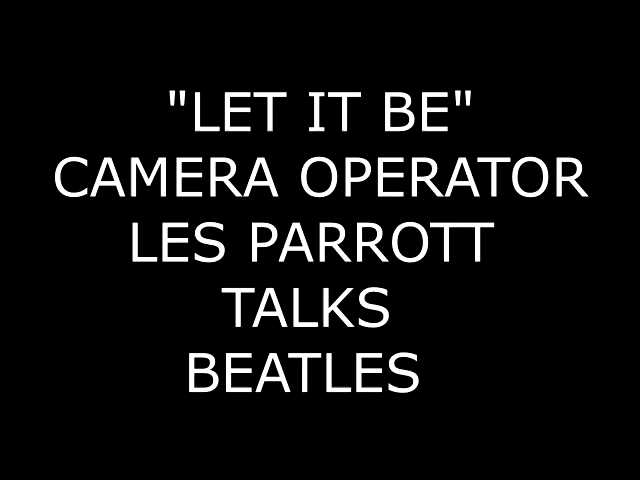 "LET IT BE"
CAMERA OPERATOR
LES PARROTT
TALKS
BEATLES